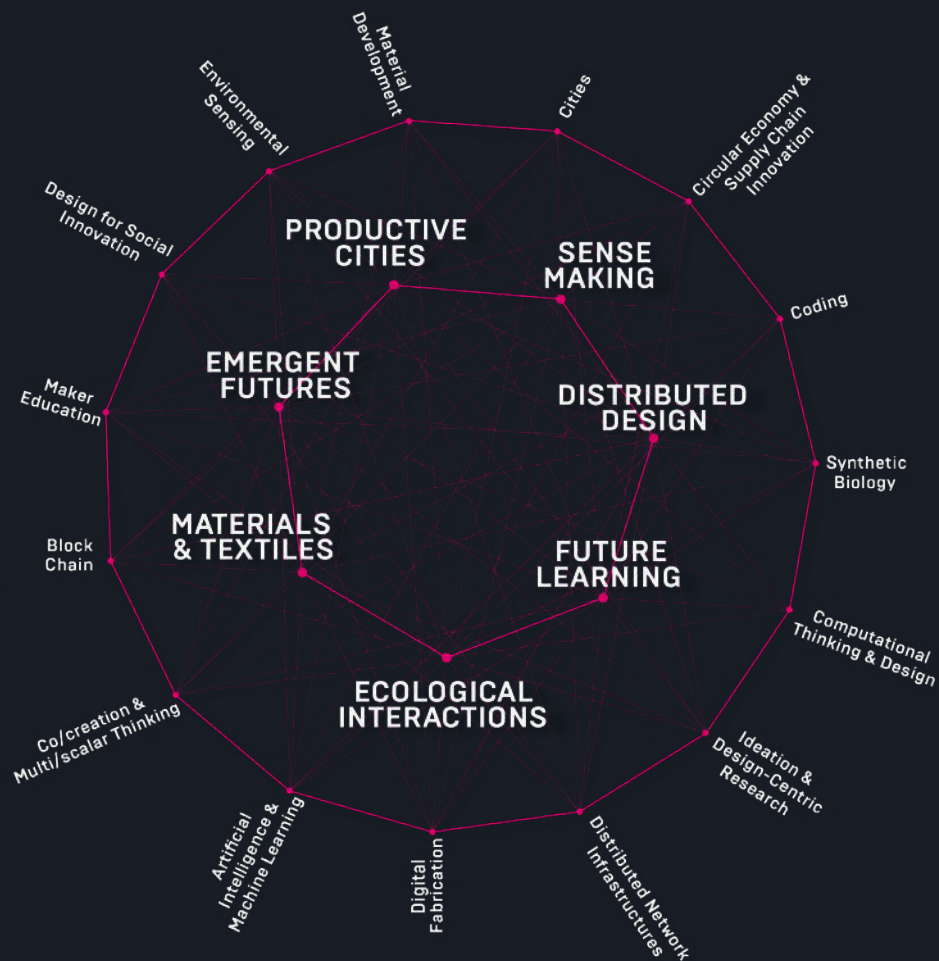 Material
Development
Cities
Environmental
Sensing
Circular Economy &
Supply Chain
Innovation
Design for Social
Innovation
PRODUCTIVE
CITIES
SENSE
MAKING
Coding
EMERGENT
FUTURES
Maker
Education
DISTRIBUTED
DESIGN
Synthetic
Biology
MATERIALS
& TEXTILES
Block
Chain
FUTURE
LEARNING
Computational
Thinking & Design
ECOLOGICAL
INTERACTIONS
Co/creation &
Multi/scalar Thinking
Ideation &
Design-Centric
Research
Artificial
Intelligence &
Machine Learning
Digital
Fabrication
Distributed Network
Infrastructures